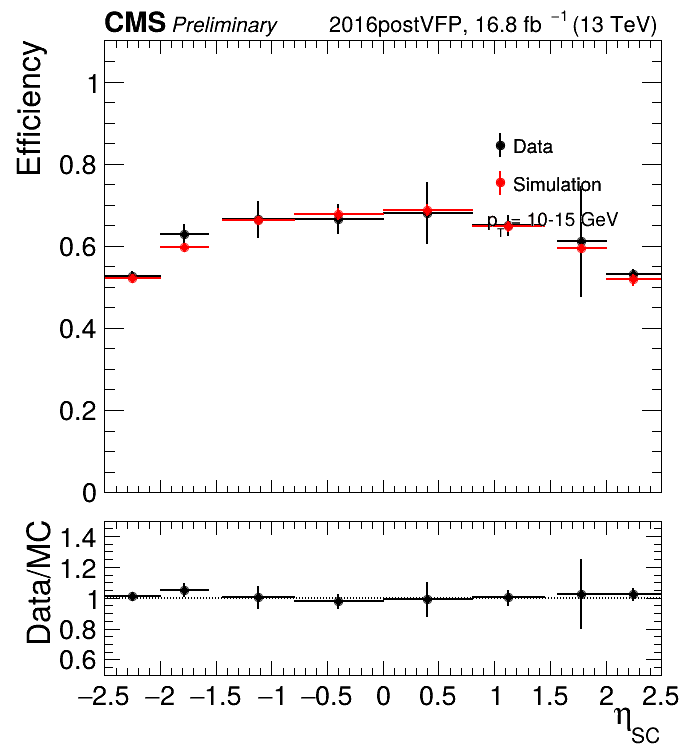 CMS Preliminary 2016postVFP, 16.8 fb⁻¹ (13 TeV)
Efficiency
1
0.8
0.6
0.4
0.2
0
Data
Simulation
p_T = 10-15 GeV
Data/MC
1.4
1.2
1
0.8
0.6
−2.5 −2 −1.5 −1 −0.5 0 0.5 1 1.5 2 2.5
η_SC